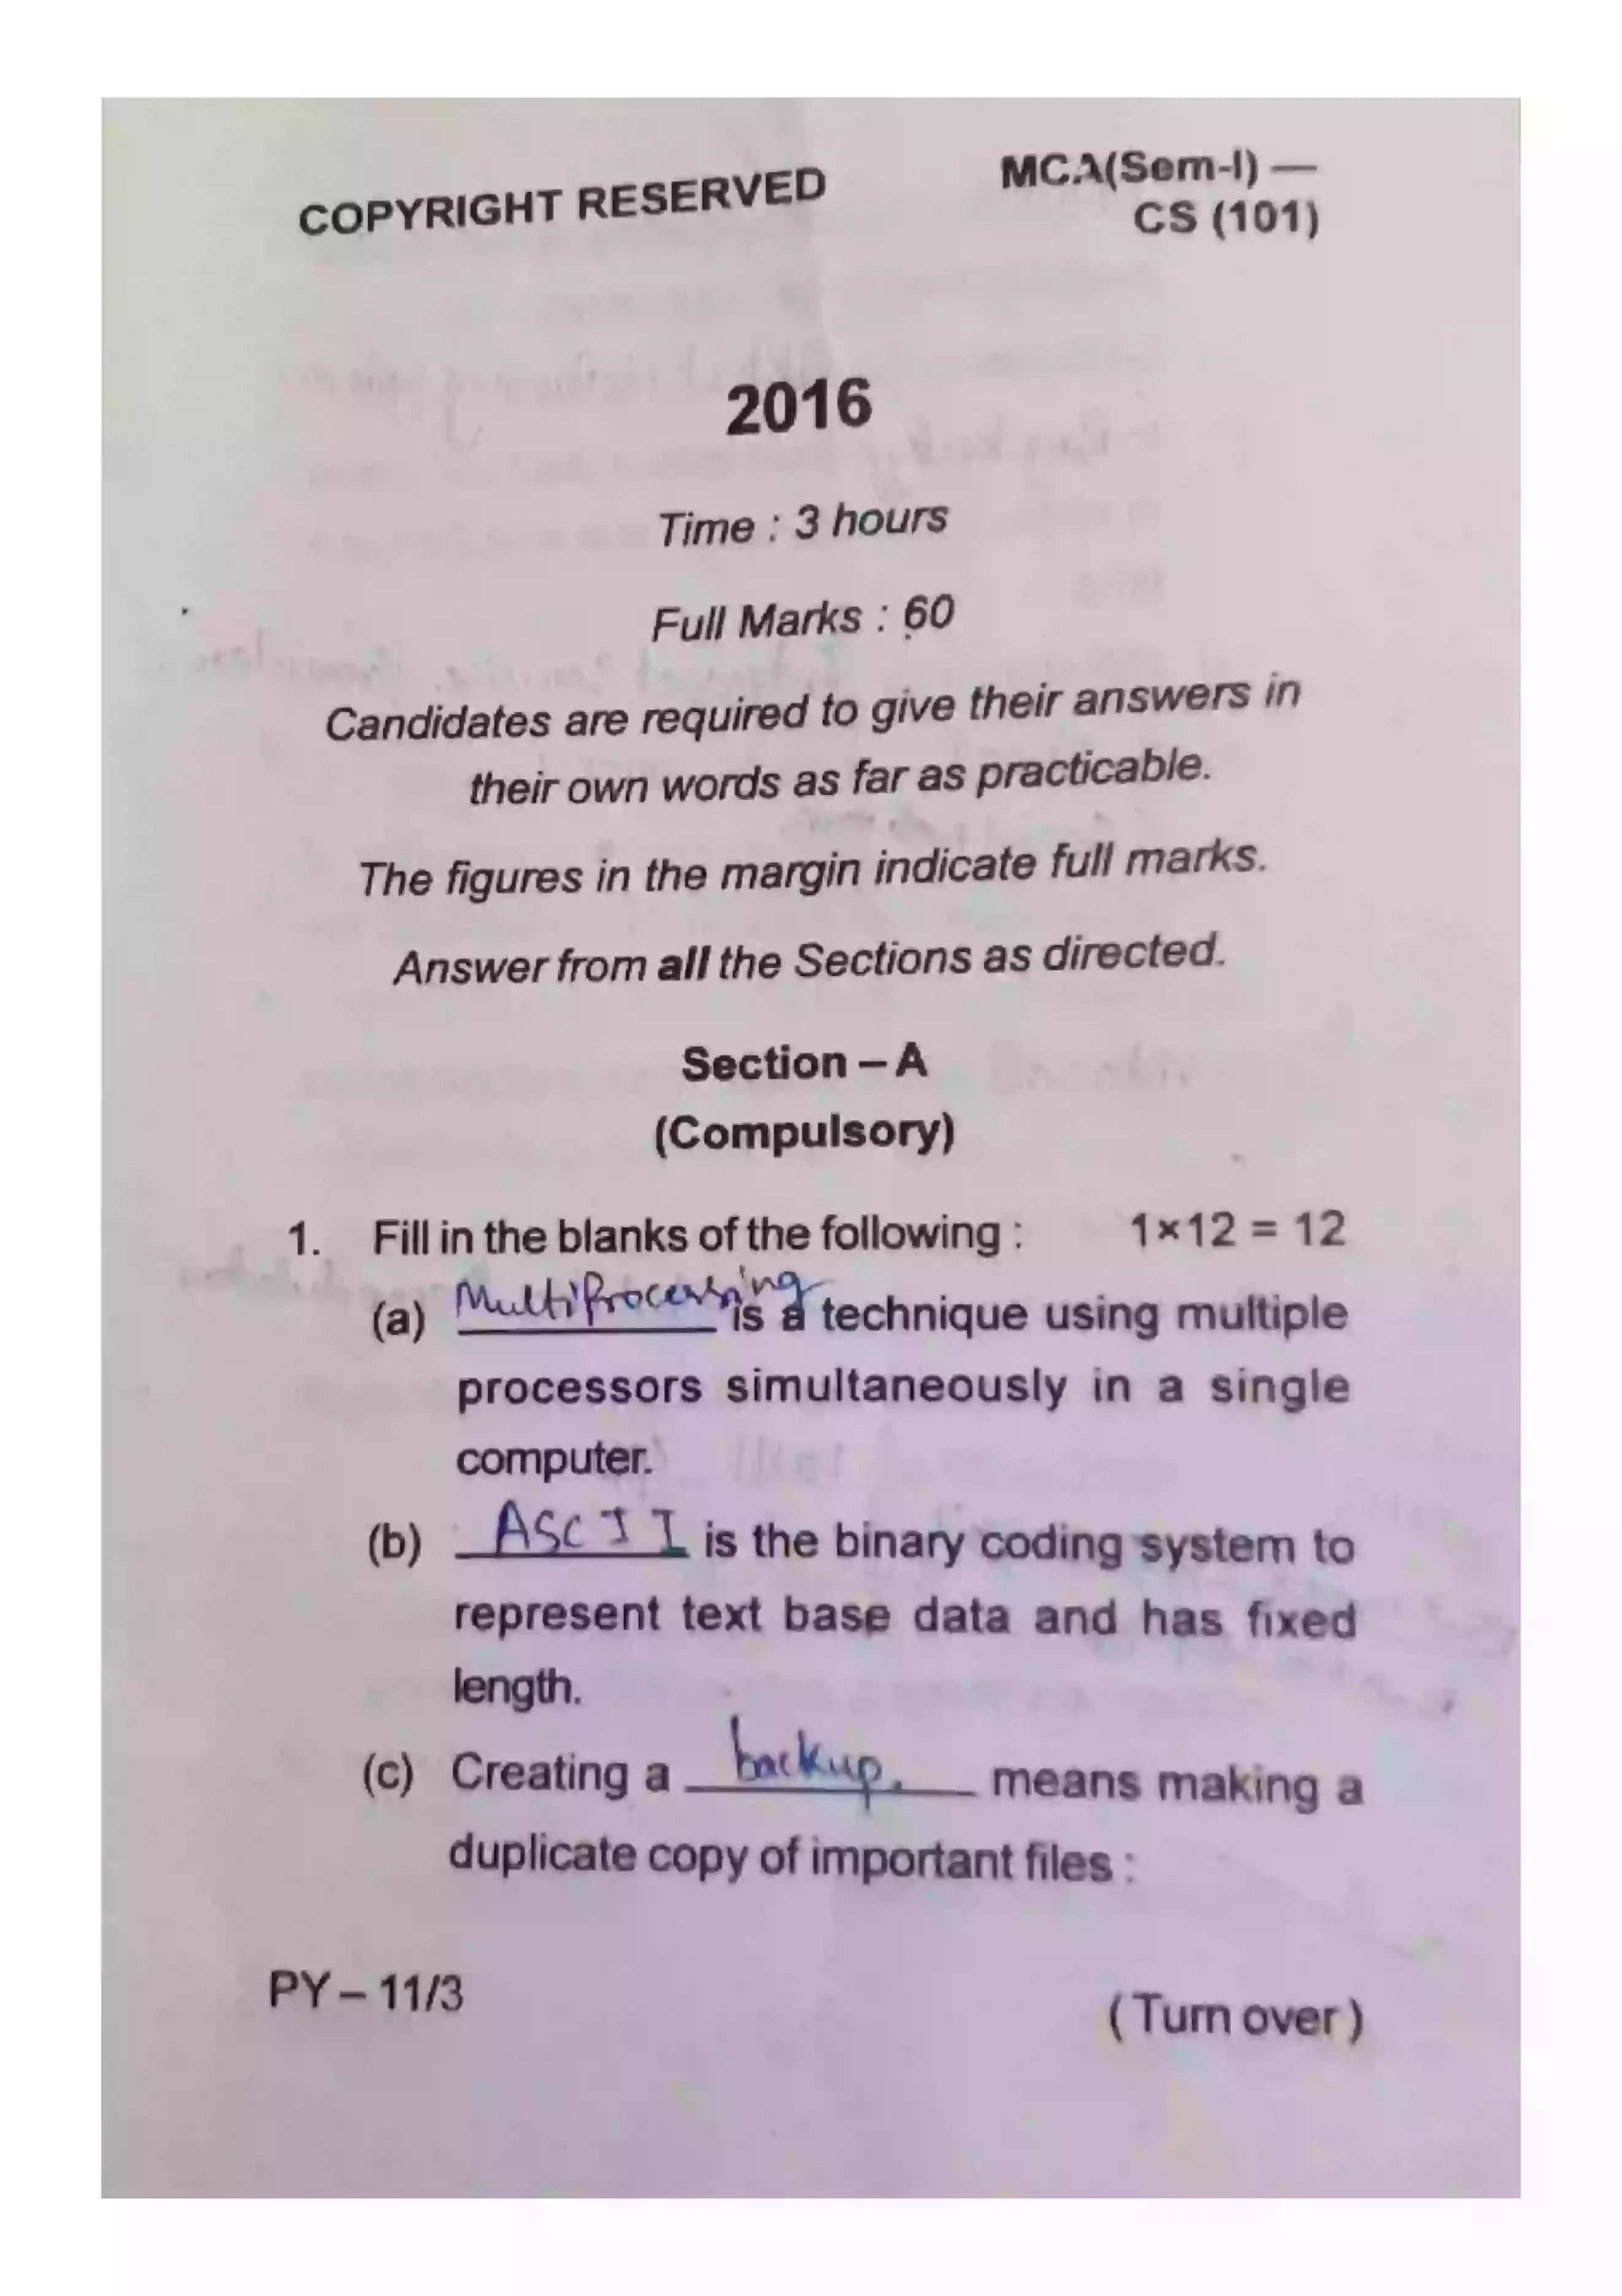 COPYRIGHT RESERVED
MCA(Sem-I) —
CS (101)
2016
Time : 3 hours
Full Marks : 60
Candidates are required to give their answers in
their own words as far as practicable.
The figures in the margin indicate full marks.
Answer from all the Sections as directed.
Section – A
(Compulsory)
1. Fill in the blanks of the following : 1×12 = 12
(a) MultiProcessing is a technique using multiple
processors simultaneously in a single
computer.
(b) ASCII is the binary coding system to
represent text base data and has fixed
length.
(c) Creating a backup. means making a
duplicate copy of important files :
PY – 11/3
( Turn over )